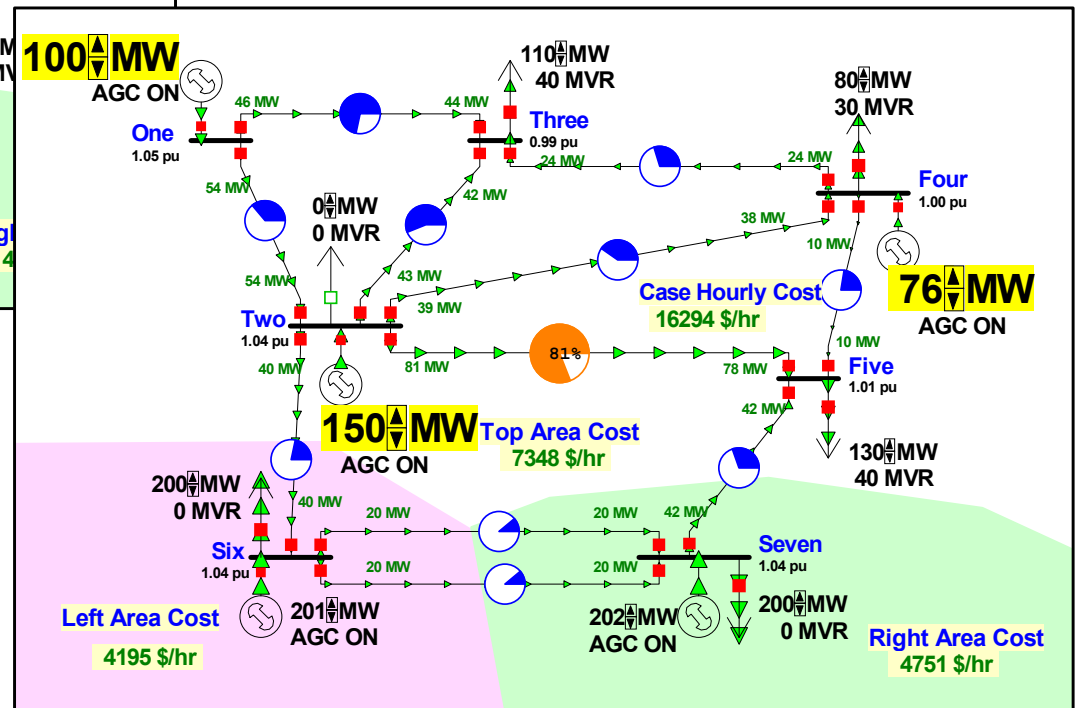 100 MW
AGC ON
One
1.05 pu
46 MW
44 MW
110 MW
40 MVR
Three
0.99 pu
80 MW
30 MVR
24 MW
24 MW
Four
1.00 pu
76 MW
AGC ON
54 MW
42 MW
0 MW
0 MVR
38 MW
10 MW
54 MW
43 MW
39 MW
Case Hourly Cost
16294 $/hr
Two
1.04 pu
40 MW
81 MW
81%
78 MW
10 MW
Five
1.01 pu
42 MW
150 MW
AGC ON
Top Area Cost
7348 $/hr
130 MW
40 MVR
200 MW
0 MVR
40 MW
20 MW
20 MW
42 MW
Six
1.04 pu
Seven
1.04 pu
20 MW
20 MW
201 MW
AGC ON
202 MW
AGC ON
200 MW
0 MVR
Left Area Cost
4195 $/hr
Right Area Cost
4751 $/hr